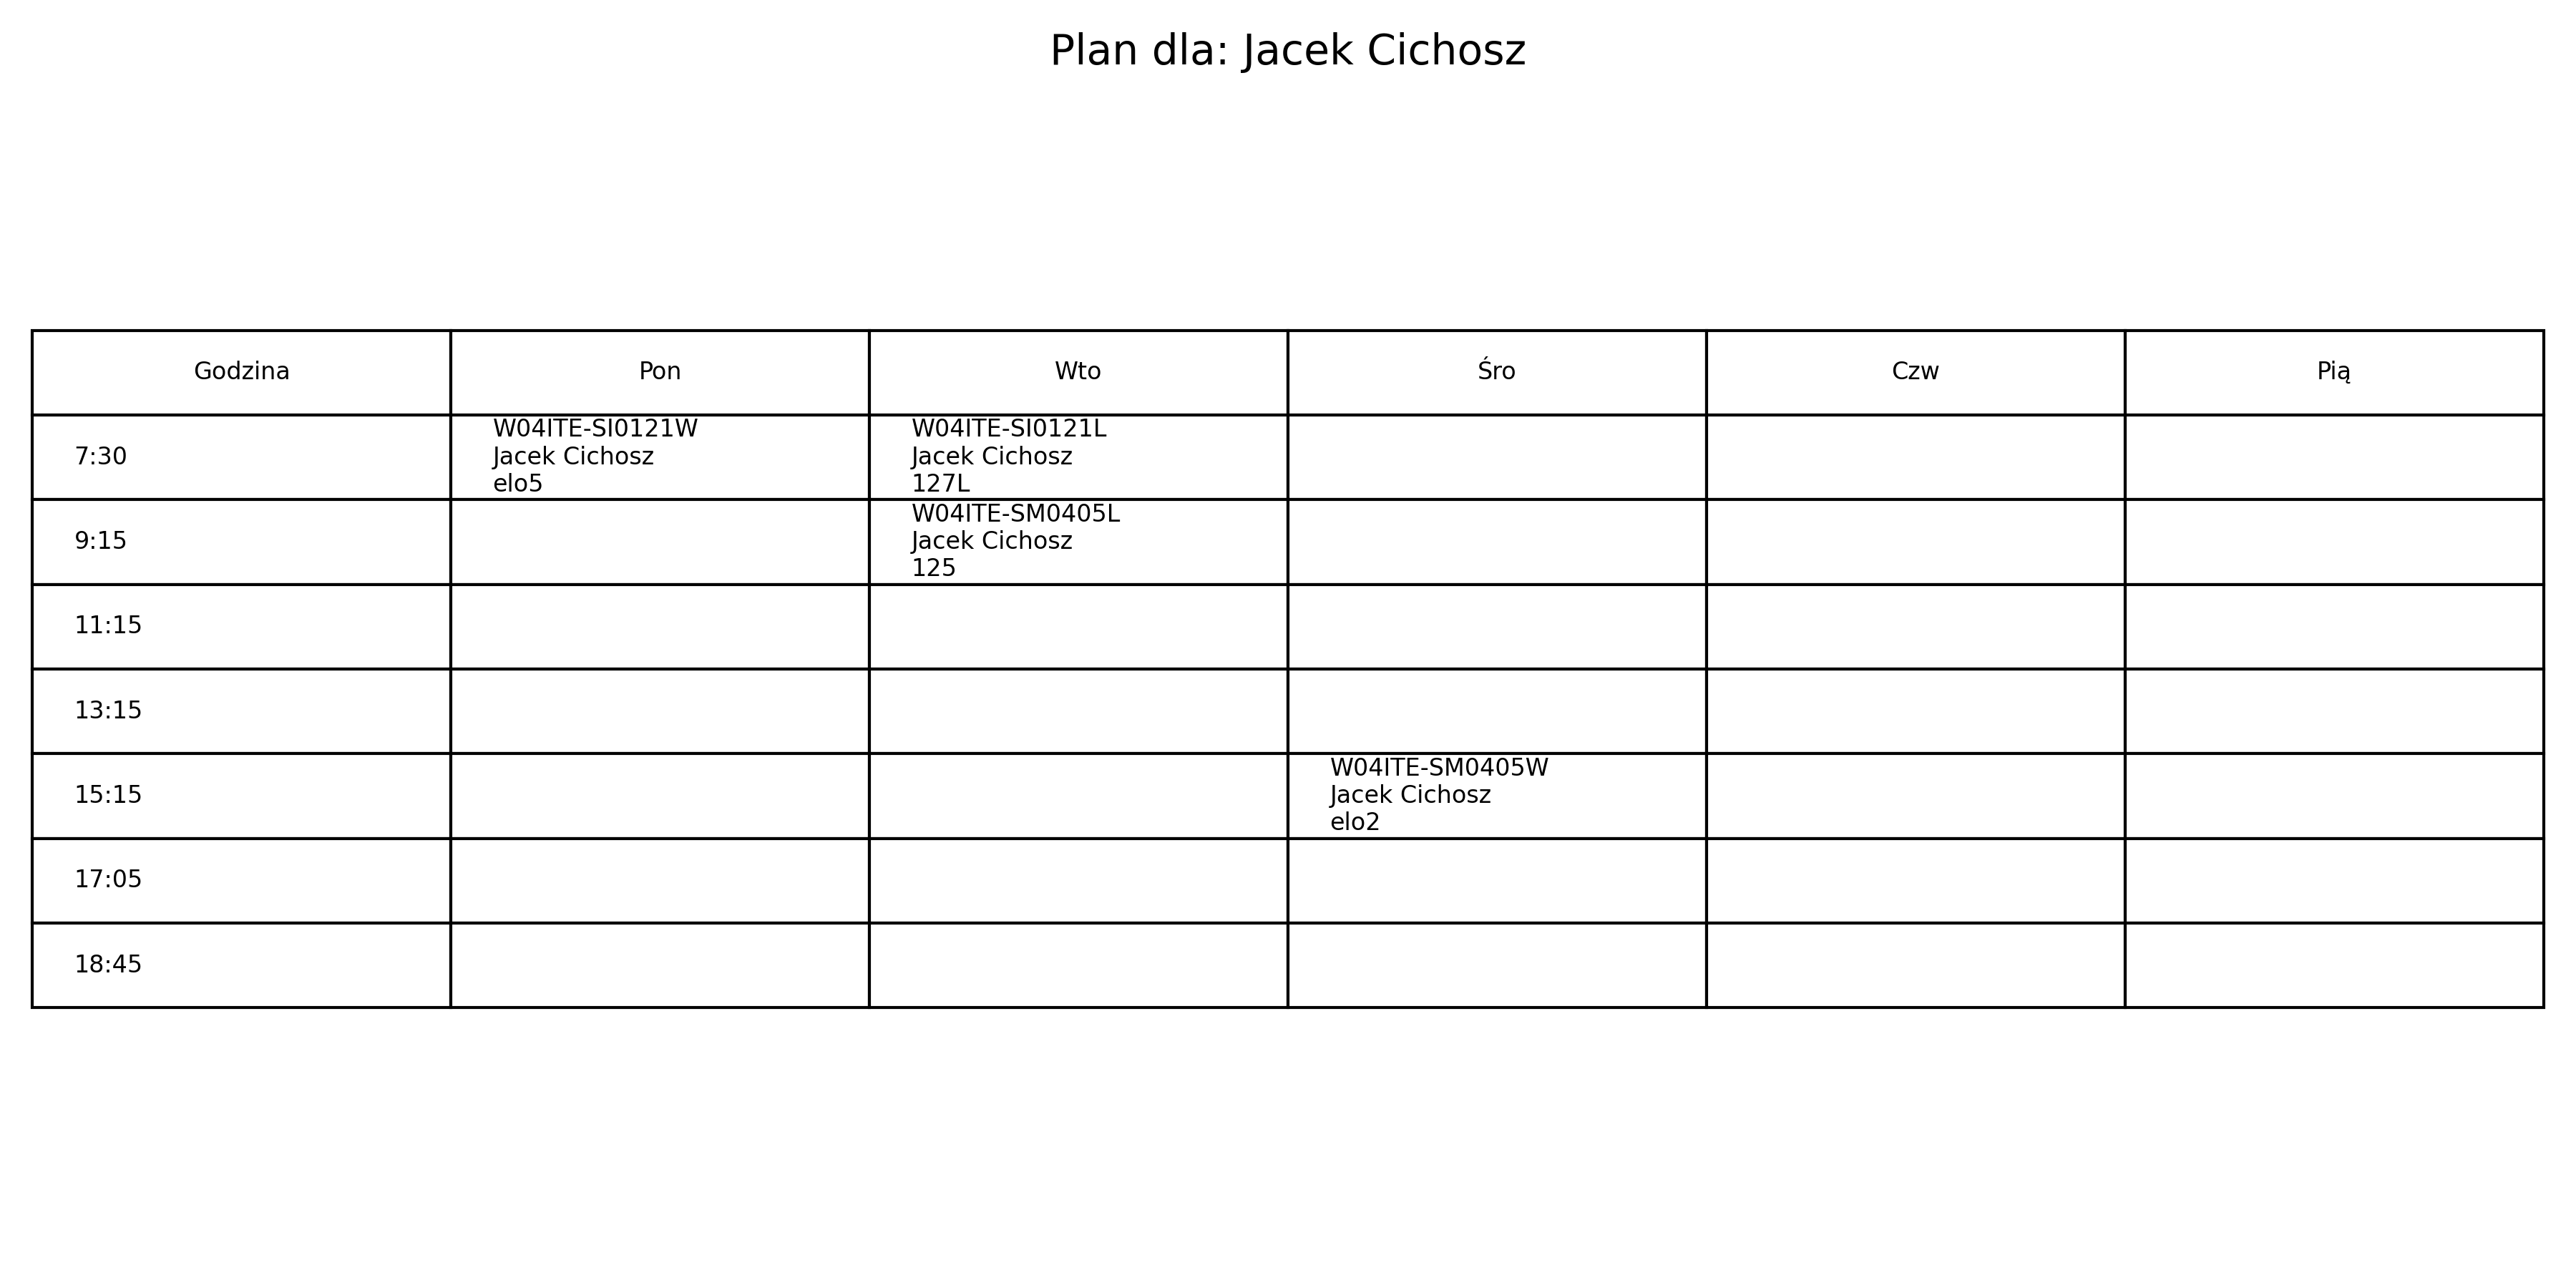 Plan dla: Jacek Cichosz
Godzina Pon Wto Śro Czw Pią
7:30
W04ITE-SI0121W
Jacek Cichosz
elo5
W04ITE-SI0121L
Jacek Cichosz
127L
9:15
W04ITE-SM0405L
Jacek Cichosz
125
11:15
13:15
15:15
W04ITE-SM0405W
Jacek Cichosz
elo2
17:05
18:45